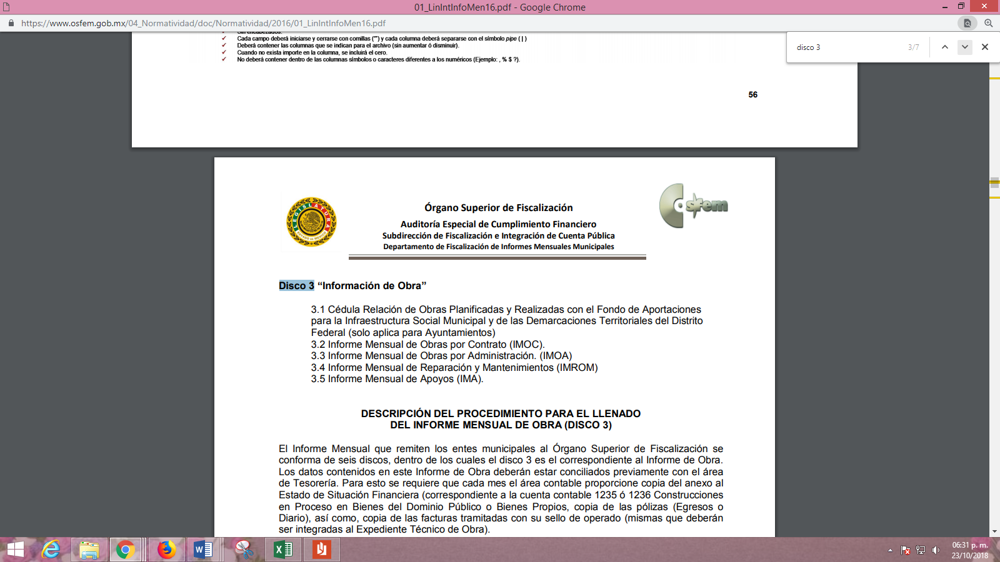 01_LinIntInfoMen16.pdf - Google Chrome
https://www.osfem.gob.mx/04_Normatividad/doc/Normatividad/2016/01_LinIntInfoMen16.pdf
disco 3
3/7
Sin encabezados.
Cada campo deberá iniciarse y cerrarse con comillas ("") y cada columna deberá separarse con el símbolo pipe ( | )
Deberá contener las columnas que se indican para el archivo (sin aumentar ó disminuir).
Cuando no exista importe en la columna, se incluirá el cero.
No deberá contener dentro de las columnas símbolos o caracteres diferentes a los numéricos (Ejemplo: , % $ ?).
56
LEGISLATURA
ESTADO DE MEXICO
Osfem
Órgano Superior de Fiscalización
Auditoría Especial de Cumplimiento Financiero
Subdirección de Fiscalización e Integración de Cuenta Pública
Departamento de Fiscalización de Informes Mensuales Municipales
Disco 3 “Información de Obra”
3.1 Cédula Relación de Obras Planificadas y Realizadas con el Fondo de Aportaciones
para la Infraestructura Social Municipal y de las Demarcaciones Territoriales del Distrito
Federal (solo aplica para Ayuntamientos)
3.2 Informe Mensual de Obras por Contrato (IMOC).
3.3 Informe Mensual de Obras por Administración. (IMOA)
3.4 Informe Mensual de Reparación y Mantenimientos (IMROM)
3.5 Informe Mensual de Apoyos (IMA).
DESCRIPCIÓN DEL PROCEDIMIENTO PARA EL LLENADO
DEL INFORME MENSUAL DE OBRA (DISCO 3)
El Informe Mensual que remiten los entes municipales al Órgano Superior de Fiscalización se
conforma de seis discos, dentro de los cuales el disco 3 es el correspondiente al Informe de Obra.
Los datos contenidos en este Informe de Obra deberán estar conciliados previamente con el área
de Tesorería. Para esto se requiere que cada mes el área contable proporcione copia del anexo al
Estado de Situación Financiera (correspondiente a la cuenta contable 1235 ó 1236 Construcciones
en Proceso en Bienes del Dominio Público o Bienes Propios, copia de las pólizas (Egresos o
Diario), así como, copia de las facturas tramitadas con su sello de operado (mismas que deberán
ser integradas al Expediente Técnico de Obra).
06:31 p. m.
23/10/2018